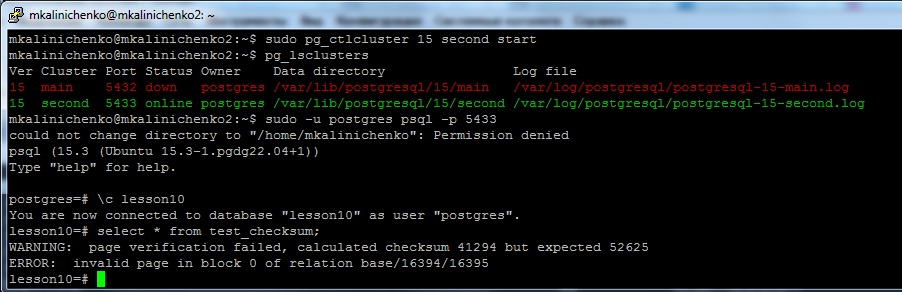 mkalinichenko@mkalinichenko2: ~
mkalinichenko@mkalinichenko2:~$ sudo pg_ctlcluster 15 second start
mkalinichenko@mkalinichenko2:~$ pg_lsclusters
Ver Cluster Port Status Owner    Data directory                Log file
15  main    5432 down   postgres /var/lib/postgresql/15/main   /var/log/postgresql/postgresql-15-main.log
15  second  5433 online postgres /var/lib/postgresql/15/second /var/log/postgresql/postgresql-15-second.log
mkalinichenko@mkalinichenko2:~$ sudo -u postgres psql -p 5433
could not change directory to "/home/mkalinichenko": Permission denied
psql (15.3 (Ubuntu 15.3-1.pgdg22.04+1))
Type "help" for help.
postgres=# \c lesson10
You are now connected to database "lesson10" as user "postgres".
lesson10=# select * from test_checksum;
WARNING:  page verification failed, calculated checksum 41294 but expected 52625
ERROR:  invalid page in block 0 of relation base/16394/16395
lesson10=#